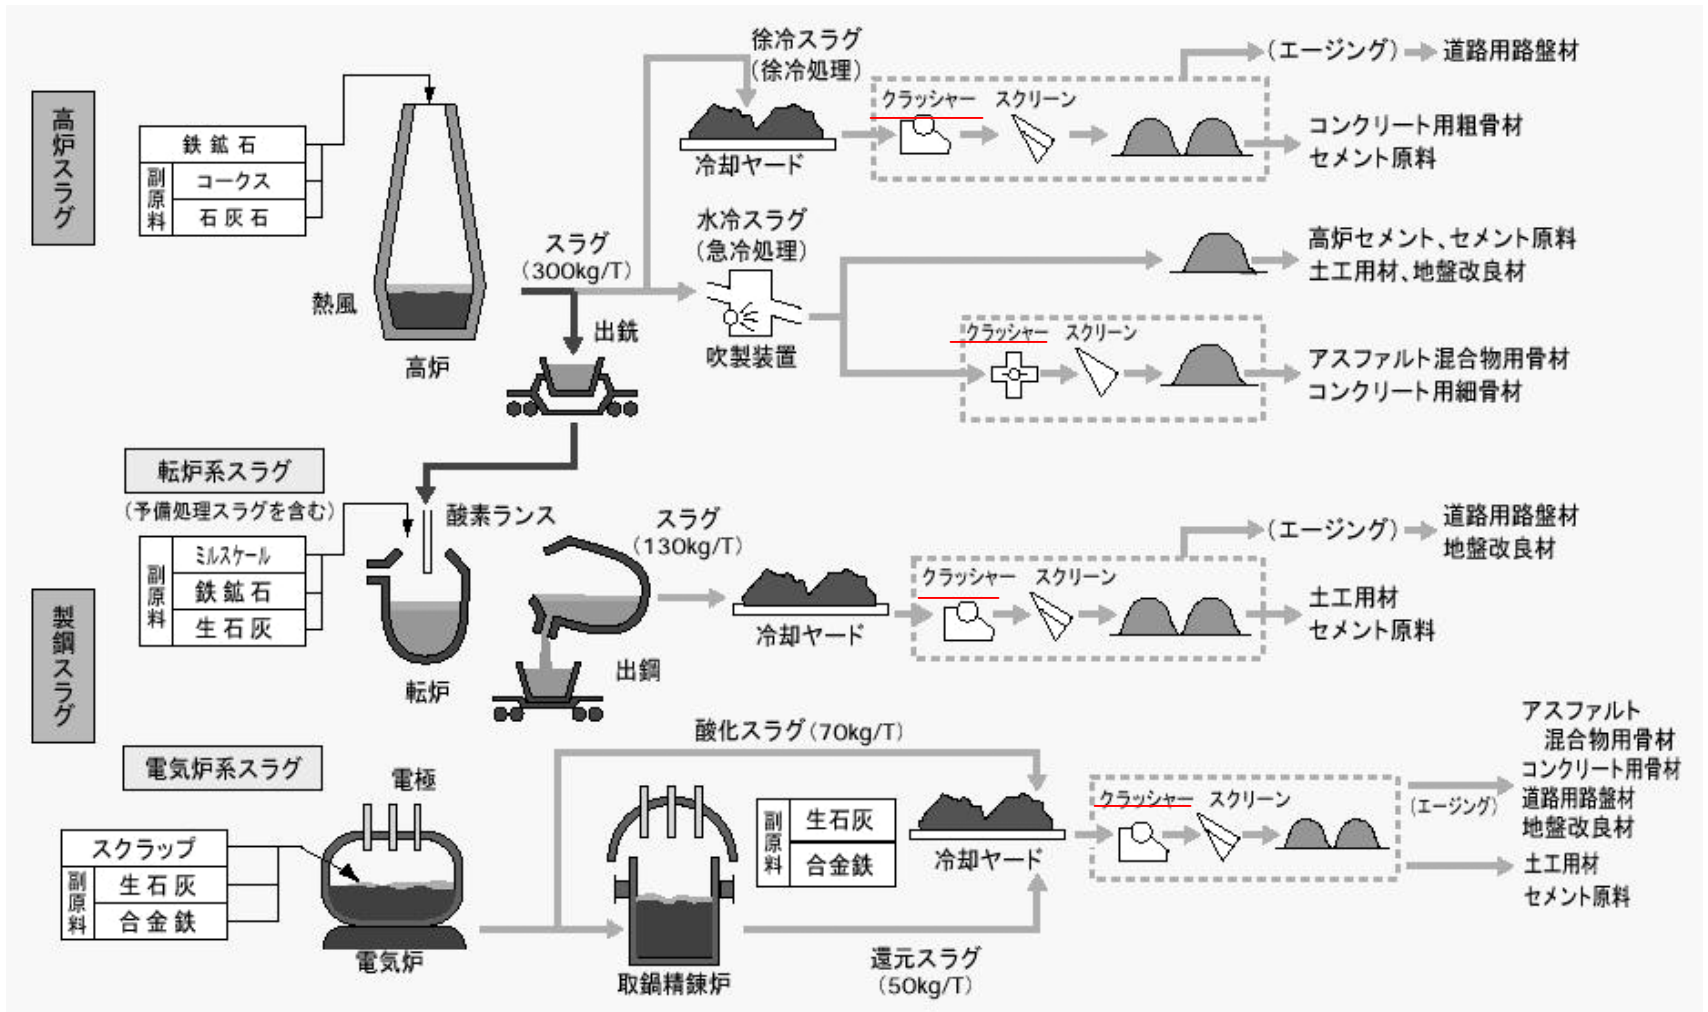 高炉スラグ
鉄鉱石
副原料
コークス
石灰石
熱風
高炉
スラグ
(300kg/T)
出銑
徐冷スラグ
(徐冷処理)
冷却ヤード
クラッシャー
スクリーン
(エージング)
道路用路盤材
コンクリート用粗骨材
セメント原料
水冷スラグ
(急冷処理)
吹製装置
高炉セメント、セメント原料
土工用材、地盤改良材
クラッシャー
スクリーン
アスファルト混合物用骨材
コンクリート用細骨材
製鋼スラグ
転炉系スラグ
(予備処理スラグを含む)
副原料
ミルスケール
鉄鉱石
生石灰
酸素ランス
転炉
スラグ
(130kg/T)
出鋼
冷却ヤード
クラッシャー
スクリーン
(エージング)
道路用路盤材
地盤改良材
土工用材
セメント原料
電気炉系スラグ
スクラップ
副原料
生石灰
合金鉄
電極
電気炉
酸化スラグ(70kg/T)
取鍋精錬炉
副原料
生石灰
合金鉄
還元スラグ
(50kg/T)
冷却ヤード
クラッシャー
スクリーン
(エージング)
アスファルト
混合物用骨材
コンクリート用骨材
道路用路盤材
地盤改良材
土工用材
セメント原料